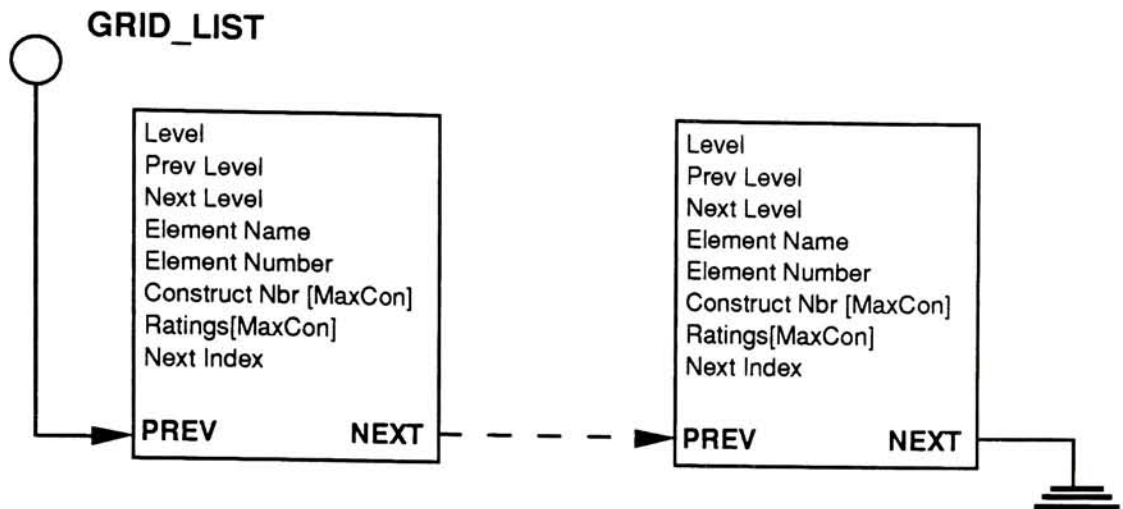 GRID_LIST
Level
Prev Level
Next Level
Element Name
Element Number
Construct Nbr [MaxCon]
Ratings[MaxCon]
Next Index
PREV NEXT
Level
Prev Level
Next Level
Element Name
Element Number
Construct Nbr [MaxCon]
Ratings[MaxCon]
Next Index
PREV NEXT